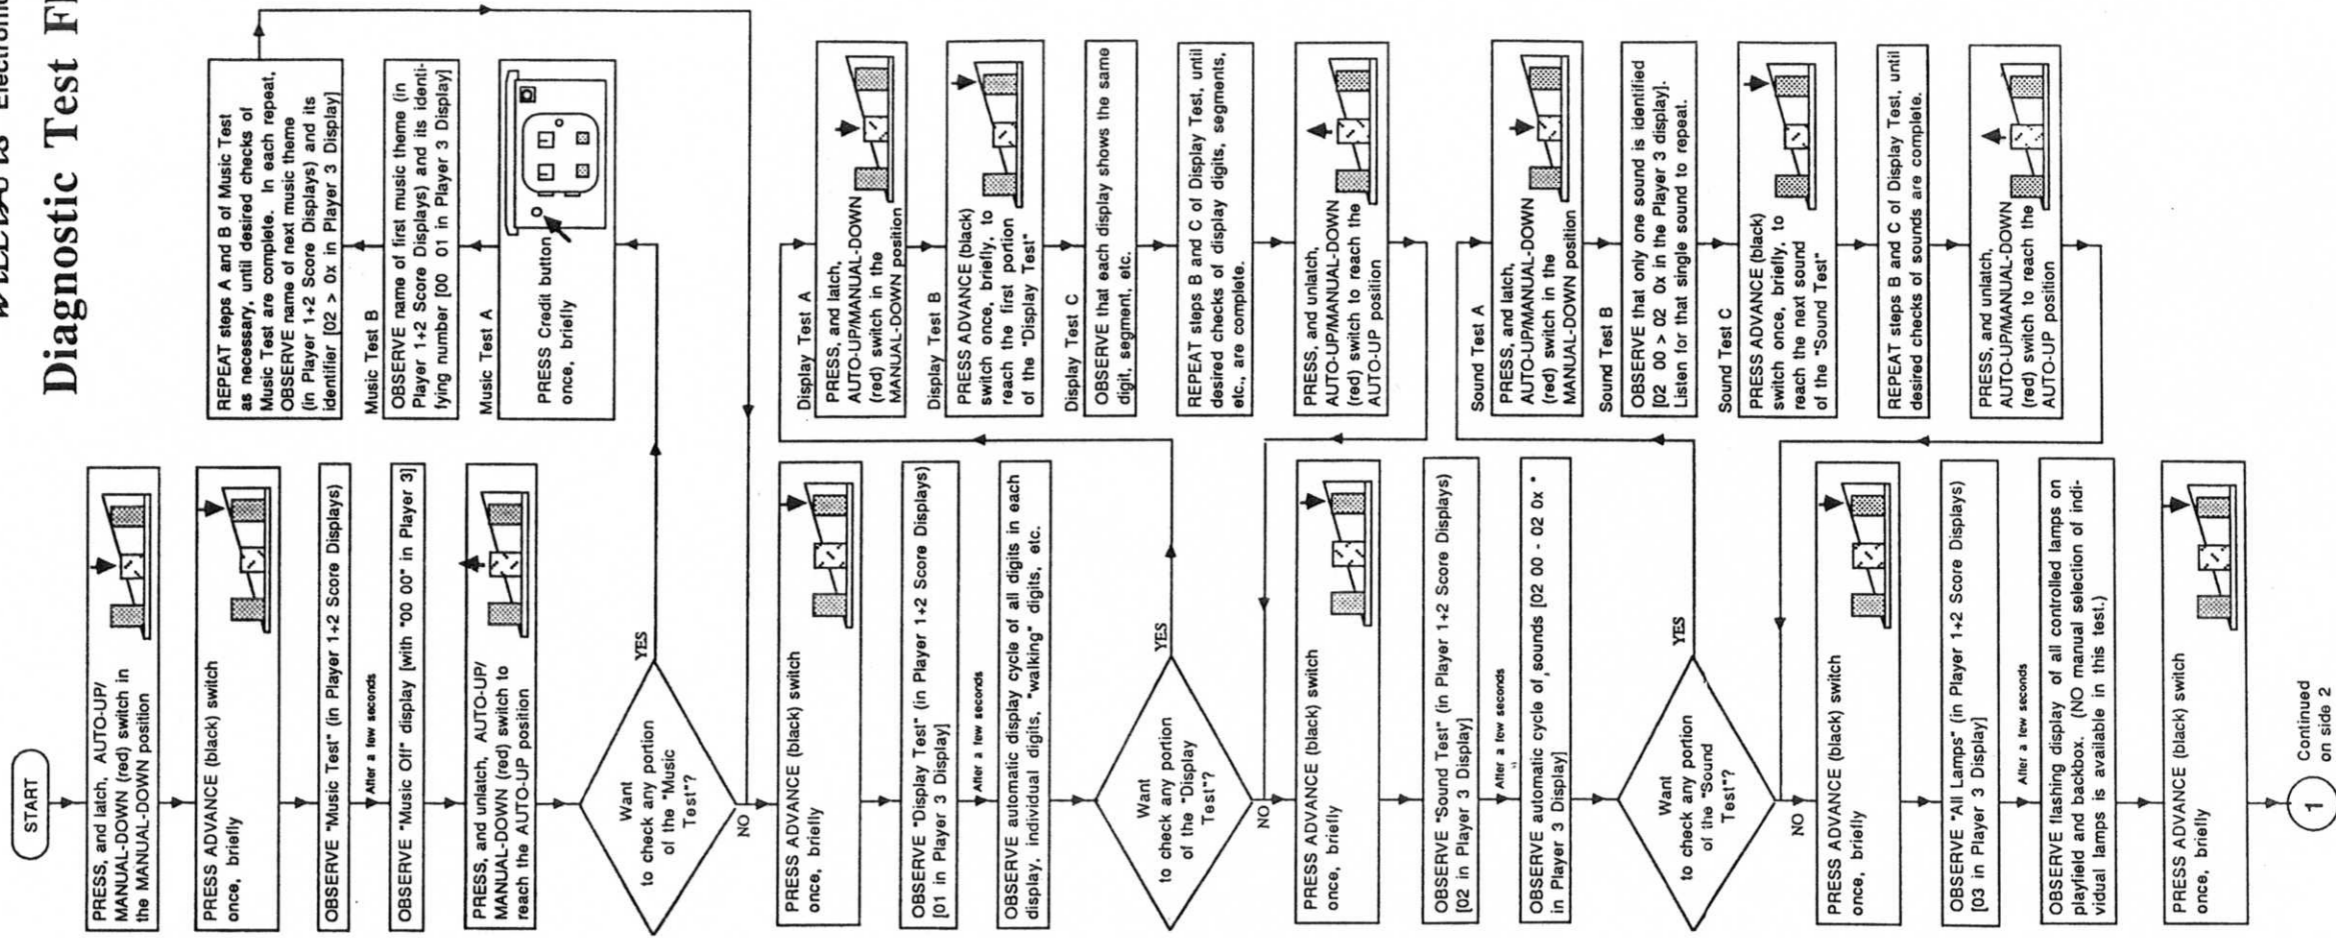 Electronic
Diagnostic Test
START
PRESS, and latch, AUTO-UP/
MANUAL-DOWN (red) switch in
the MANUAL-DOWN position
PRESS ADVANCE (black) switch
once, briefly
OBSERVE "Music Test" (in Player 1+2 Score Displays)
After a few seconds
OBSERVE "Music Off" display [with "00 00" in Player 3]
PRESS, and unlatch, AUTO-UP/
MANUAL-DOWN (red) switch to
reach the AUTO-UP position
Want
to check any portion
of the "Music
Test"?
YES
NO
Music Test A
PRESS Credit button
once, briefly
Music Test B
OBSERVE name of first music theme (in
Player 1+2 Score Displays) and its identi-
fying number [00 01 in Player 3 Display]
REPEAT steps A and B of Music Test
as necessary, until desired checks of
Music Test are complete. In each repeat,
OBSERVE name of next music theme
(in Player 1+2 Score Displays) and its
identifier [02 > 0x in Player 3 Display]
PRESS ADVANCE (black) switch
once, briefly
OBSERVE "Display Test" (in Player 1+2 Score Displays)
[01 in Player 3 Display]
After a few seconds
OBSERVE automatic display cycle of all digits in each
display, individual digits, "walking" digits, etc.
Want
to check any portion
of the "Display
Test"?
YES
NO
Display Test A
PRESS, and latch,
AUTO-UP/MANUAL-DOWN
(red) switch in the
MANUAL-DOWN position
Display Test B
PRESS ADVANCE (black)
switch once, briefly, to
reach the first portion
of the "Display Test"
Display Test C
OBSERVE that each display shows the same
digit, segment, etc.
REPEAT steps B and C of Display Test, until
desired checks of display digits, segments,
etc., are complete.
PRESS, and unlatch,
AUTO-UP/MANUAL-DOWN
(red) switch to reach the
AUTO-UP position
PRESS ADVANCE (black) switch
once, briefly
OBSERVE "Sound Test" (in Player 1+2 Score Displays)
[02 in Player 3 Display]
After a few seconds
OBSERVE automatic cycle of sounds [02 00 - 02 0x *
in Player 3 Display]
Want
to check any portion
of the "Sound
Test"?
YES
NO
Sound Test A
PRESS, and latch,
AUTO-UP/MANUAL-DOWN
(red) switch in the
MANUAL-DOWN position
Sound Test B
OBSERVE that only one sound is identified
[02 00 > 02 0x in the Player 3 display].
Listen for that single sound to repeat.
Sound Test C
PRESS ADVANCE (black)
switch once, briefly, to
reach the next sound
of the "Sound Test"
REPEAT steps B and C of Display Test, until
desired checks of sounds are complete.
PRESS, and unlatch,
AUTO-UP/MANUAL-DOWN
(red) switch to reach the
AUTO-UP position
PRESS ADVANCE (black) switch
once, briefly
OBSERVE "All Lamps" (in Player 1+2 Score Displays)
[03 in Player 3 Display]
After a few seconds
OBSERVE flashing display of all controlled lamps on
playfield and backbox. (NO manual selection of indi-
vidual lamps is available in this test.)
PRESS ADVANCE (black) switch
once, briefly
1
Continued
on side 2